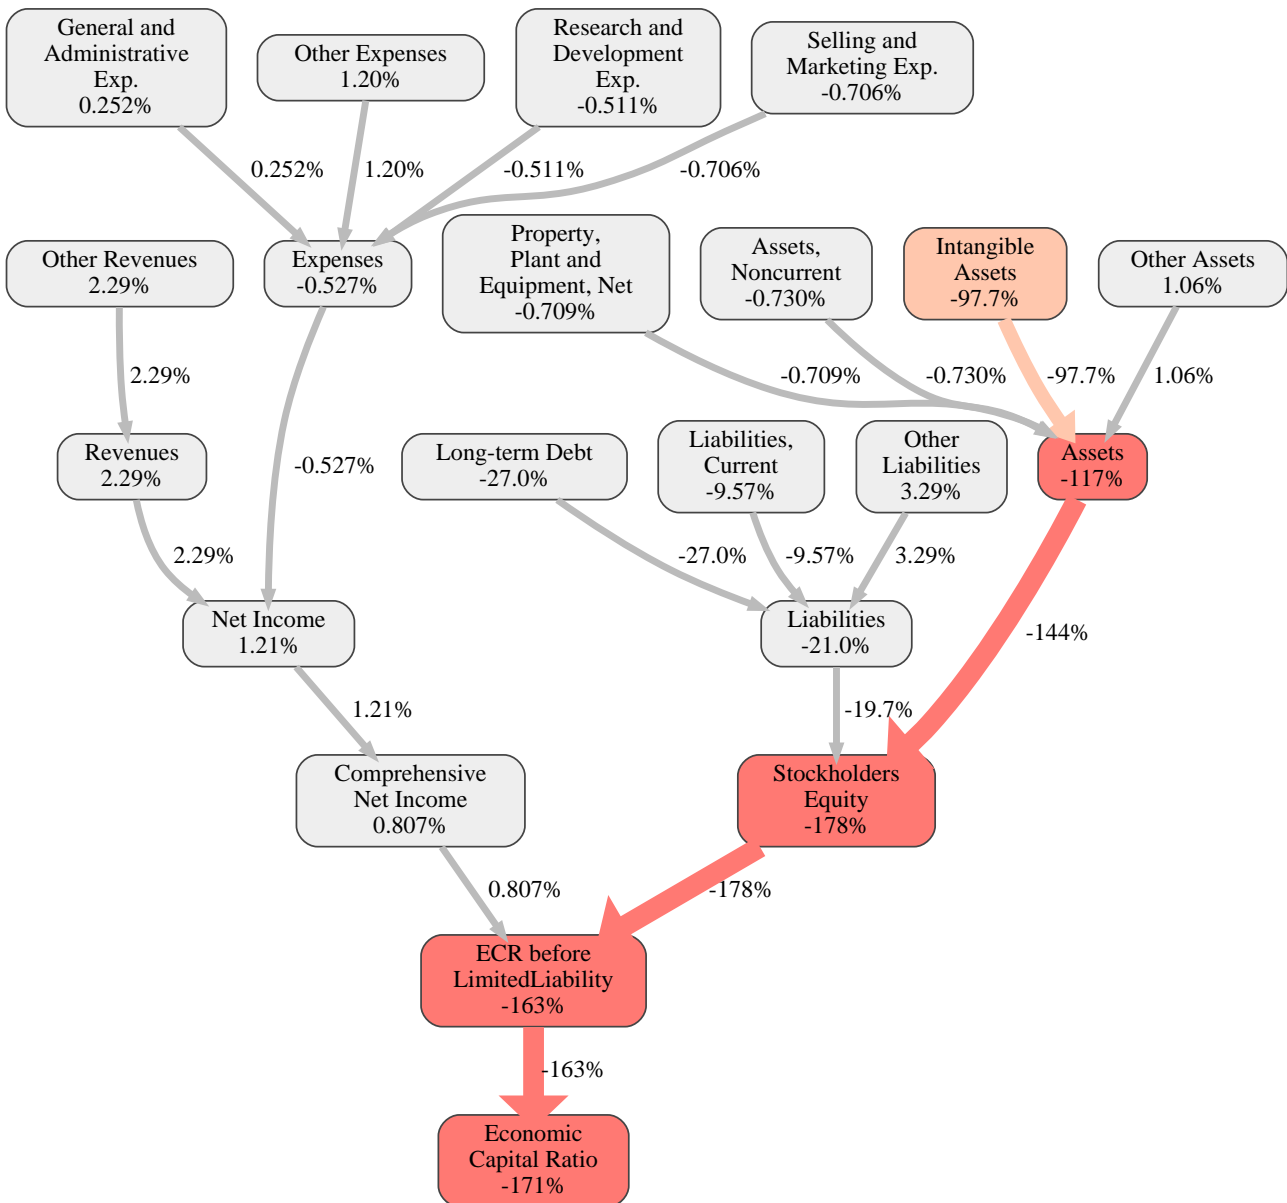 General and
Administrative
Exp.
0.252%
Other Expenses
1.20%
Research and
Development
Exp.
-0.511%
Selling and
Marketing Exp.
-0.706%
0.252%
1.20%
-0.511%
-0.706%
Other Revenues
2.29%
Expenses
-0.527%
Property,
Plant and
Equipment, Net
-0.709%
Assets,
Noncurrent
-0.730%
Intangible
Assets
-97.7%
Other Assets
1.06%
2.29%
-0.709%
-0.730%
-97.7%
1.06%
Revenues
2.29%
-0.527%
Long-term Debt
-27.0%
Liabilities,
Current
-9.57%
Other
Liabilities
3.29%
Assets
-117%
2.29%
-27.0%
-9.57%
3.29%
Net Income
1.21%
Liabilities
-21.0%
-144%
1.21%
-19.7%
Comprehensive
Net Income
0.807%
Stockholders
Equity
-178%
0.807%
-178%
ECR before
LimitedLiability
-163%
-163%
Economic
Capital Ratio
-171%